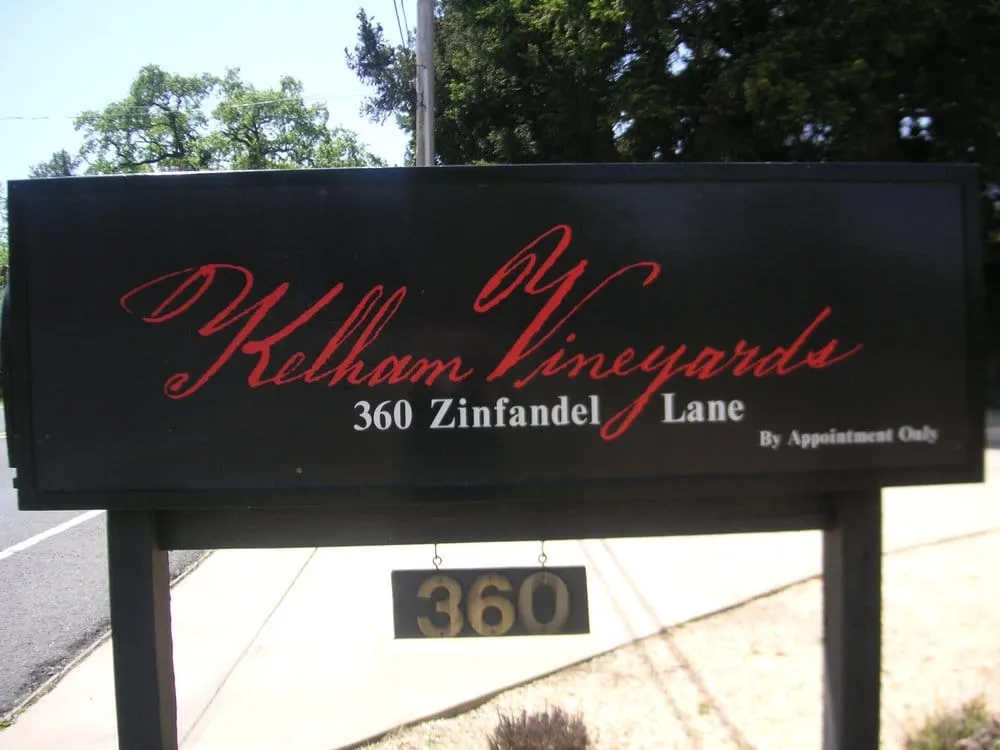 Kelham Vineyards
360 Zinfandel Lane
By Appointment Only
360